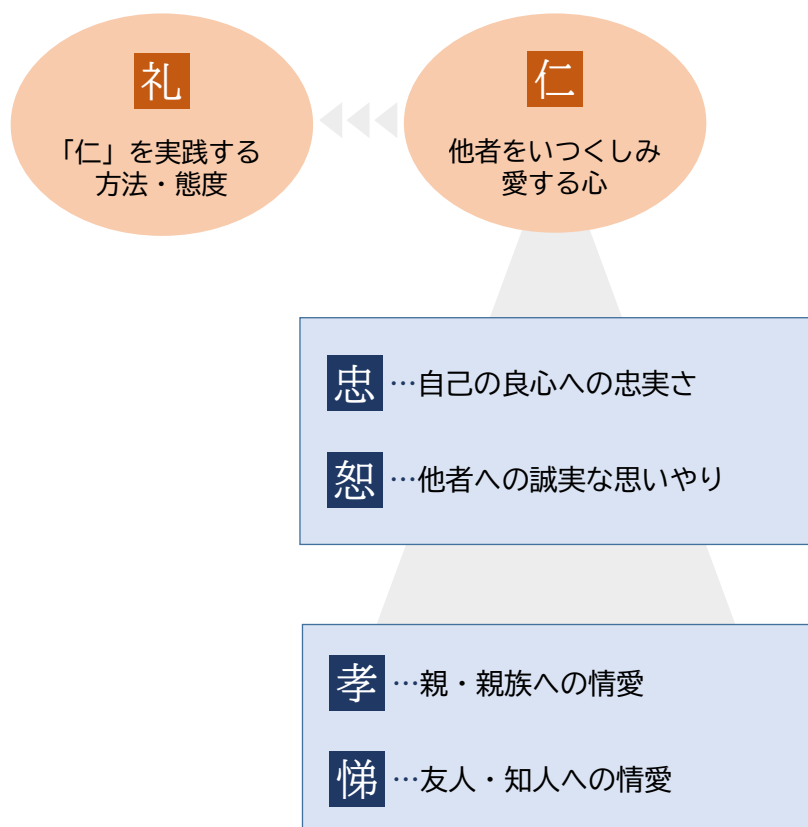 礼
「仁」を実践する
方法・態度
仁
他者をいつくしみ
愛する心
忠…自己の良心への忠実さ
恕…他者への誠実な思いやり
孝…親・親族への情愛
悌…友人・知人への情愛